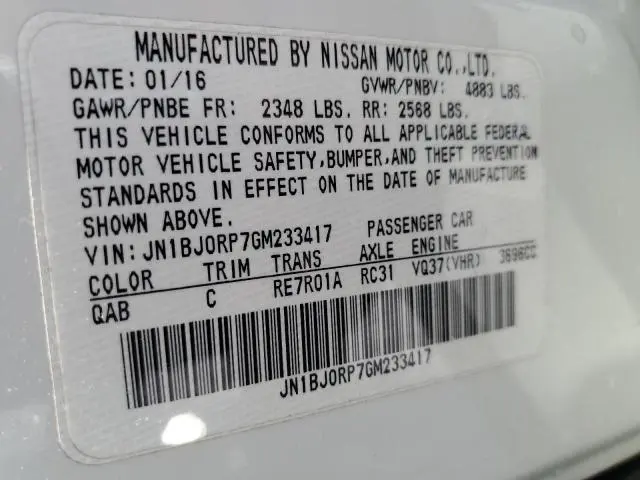 MANUFACTURED BY NISSAN MOTOR CO.,LTD.
DATE: 01/16 GVWR/PNBV: 4883 LBS.
GAWR/PNBE FR: 2348 LBS. RR: 2568 LBS.
THIS VEHICLE CONFORMS TO ALL APPLICABLE FEDERAL
MOTOR VEHICLE SAFETY,BUMPER,AND THEFT PREVENTION
STANDARDS IN EFFECT ON THE DATE OF MANUFACTURE
SHOWN ABOVE.
VIN: JN1BJ0RP7GM233417 PASSENGER CAR
COLOR TRIM TRANS AXLE ENGINE
QAB C RE7R01A RC31 VQ37(VHR) 3696CC
JN1BJ0RP7GM233417